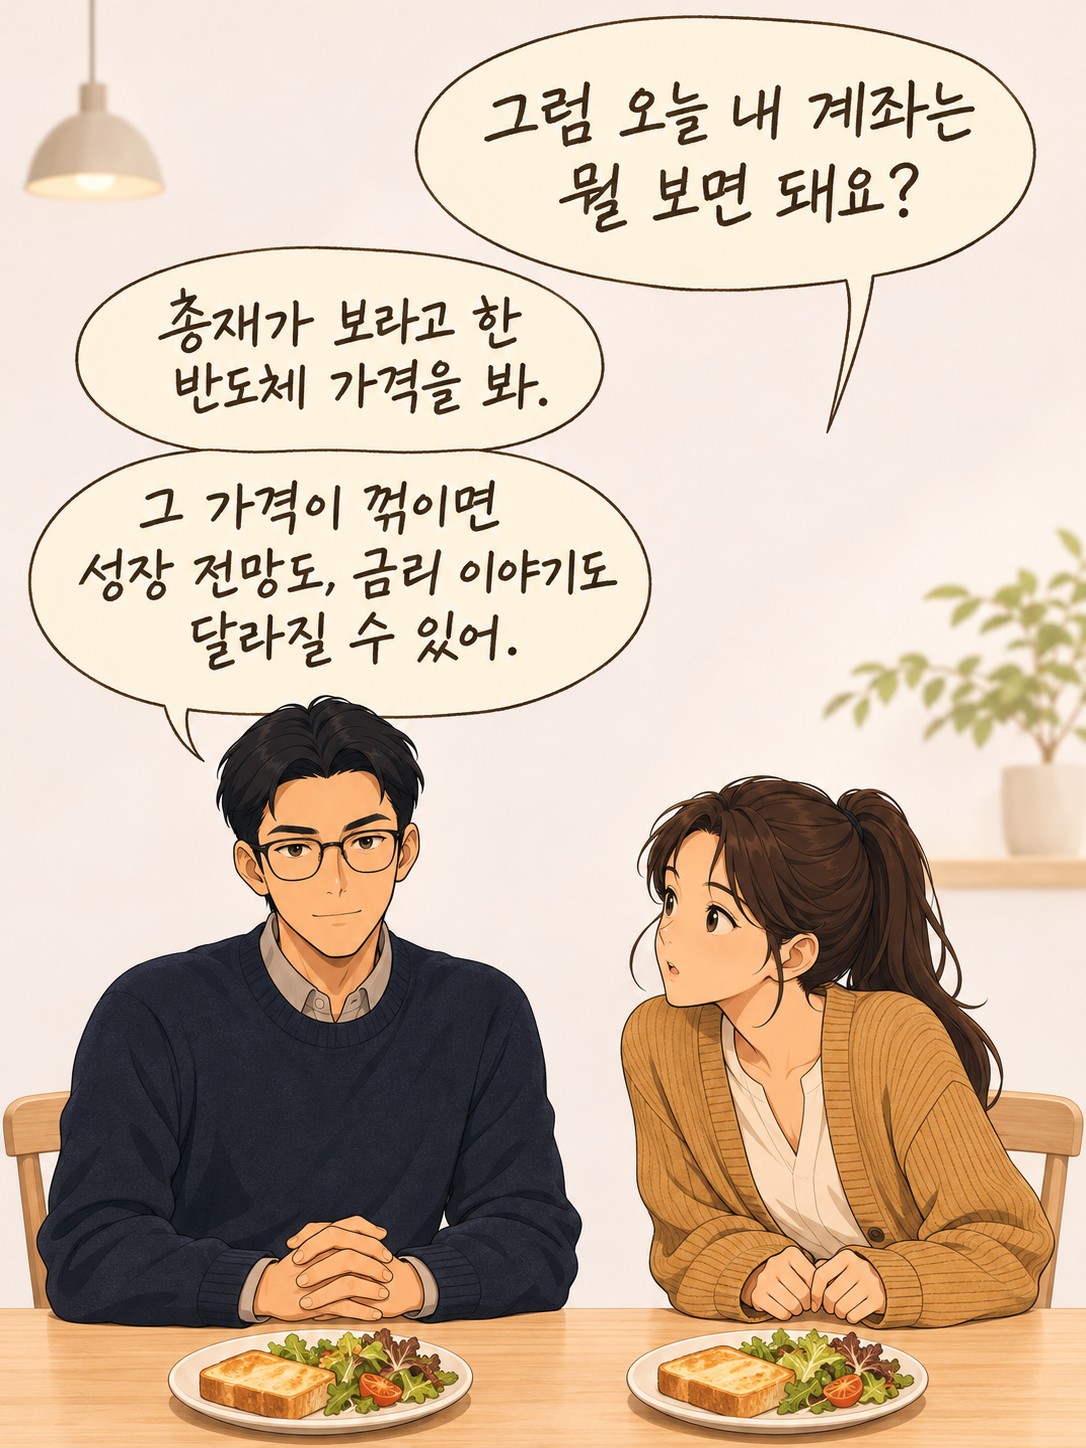 그럼 오늘 내 계좌는
뭘 보면 돼요?
총재가 보라고 한
반도체 가격을 봐.
그 가격이 꺾이면
성장 전망도, 금리 이야기도
달라질 수 있어.